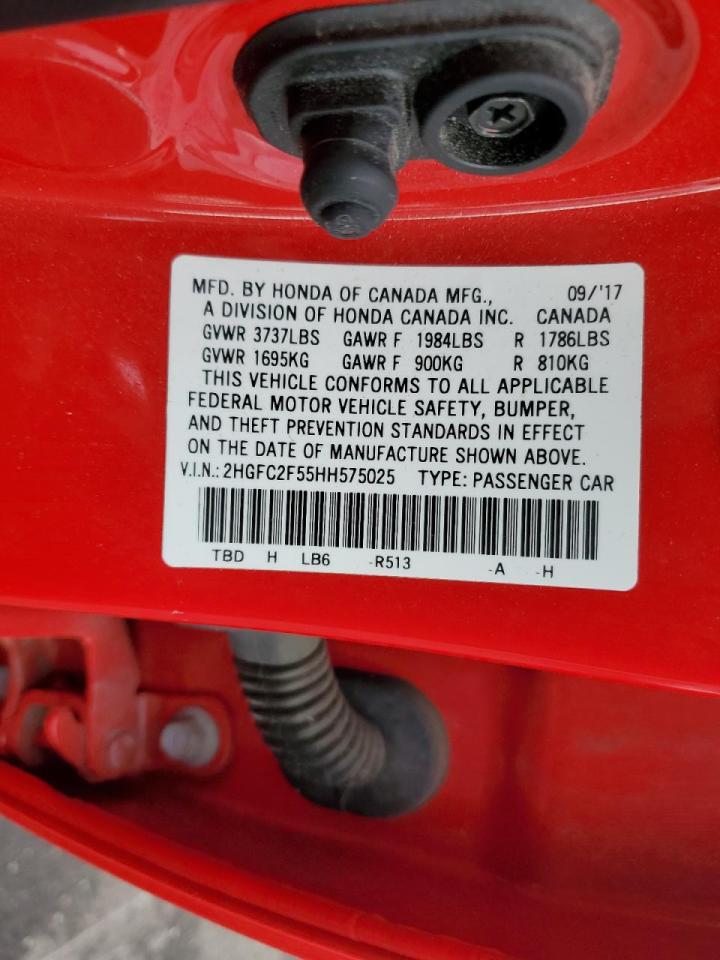 MFD. BY HONDA OF CANADA MFG., 09/'17
A DIVISION OF HONDA CANADA INC. CANADA
GVWR 3737LBS GAWR F 1984LBS R 1786LBS
GVWR 1695KG GAWR F 900KG R 810KG
THIS VEHICLE CONFORMS TO ALL APPLICABLE
FEDERAL MOTOR VEHICLE SAFETY, BUMPER,
AND THEFT PREVENTION STANDARDS IN EFFECT
ON THE DATE OF MANUFACTURE SHOWN ABOVE.
V.I.N.: 2HGFC2F55HH575025 TYPE: PASSENGER CAR
TBD H LB6 -R513 -A -H